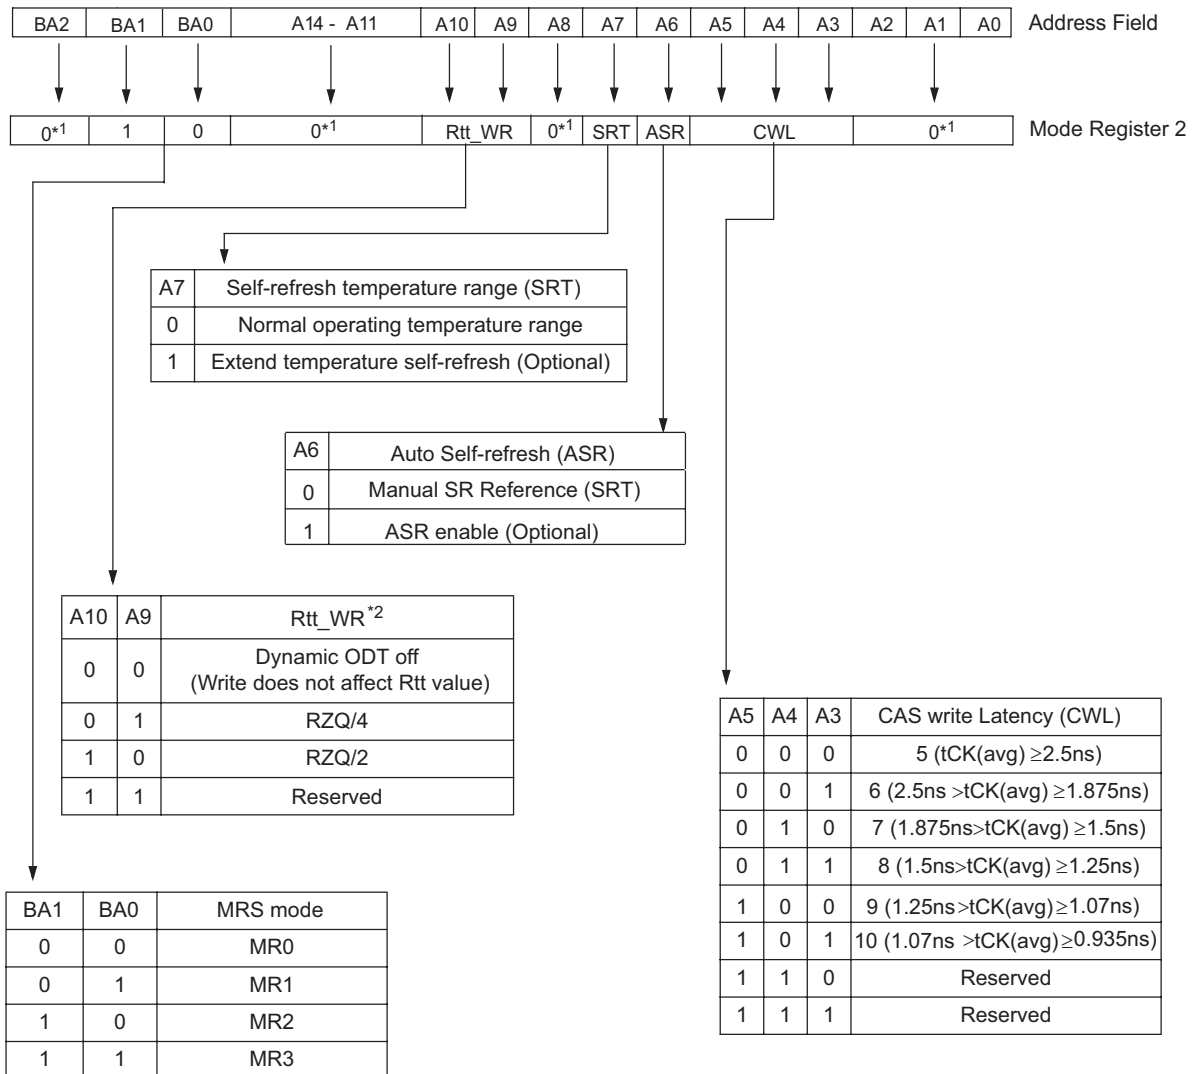 BA2 BA1 BA0 A14 - A11 A10 A9 A8 A7 A6 A5 A4 A3 A2 A1 A0 Address Field
0*1 1 0 0*1 Rtt_WR 0*1 SRT ASR CWL 0*1 Mode Register 2
A7 Self-refresh temperature range (SRT)
0 Normal operating temperature range
1 Extend temperature self-refresh (Optional)
A6 Auto Self-refresh (ASR)
0 Manual SR Reference (SRT)
1 ASR enable (Optional)
A10 A9 Rtt_WR*2
0 0 Dynamic ODT off
(Write does not affect Rtt value)
0 1 RZQ/4
1 0 RZQ/2
1 1 Reserved
A5 A4 A3 CAS write Latency (CWL)
0 0 0 5 (tCK(avg) ≥2.5ns)
0 0 1 6 (2.5ns >tCK(avg) ≥1.875ns)
0 1 0 7 (1.875ns>tCK(avg) ≥1.5ns)
0 1 1 8 (1.5ns>tCK(avg) ≥1.25ns)
1 0 0 9 (1.25ns>tCK(avg)≥1.07ns)
1 0 1 10 (1.07ns >tCK(avg)≥0.935ns)
1 1 0 Reserved
1 1 1 Reserved
BA1 BA0 MRS mode
0 0 MR0
0 1 MR1
1 0 MR2
1 1 MR3